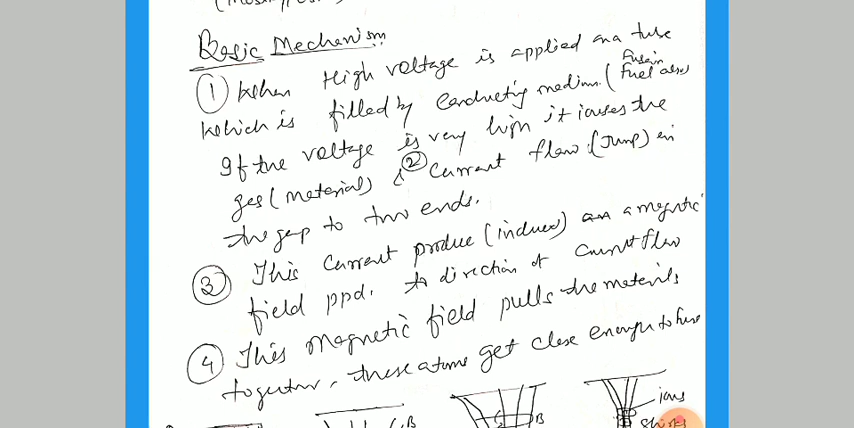 Basic Mechanism
① When High voltage is applied on a tube
which is filled by conducting medium. (Fusion fuel also)
If the voltage is very high it ionses the
gas (material) & ② Current flow (Jump) in
the gap to two ends.
③ This current produce (induces) a magnetic
field ppd. to direction of current flow
④ This magnetic field pulls the materials
together, these atoms get close enough to fuse
B
B
ions